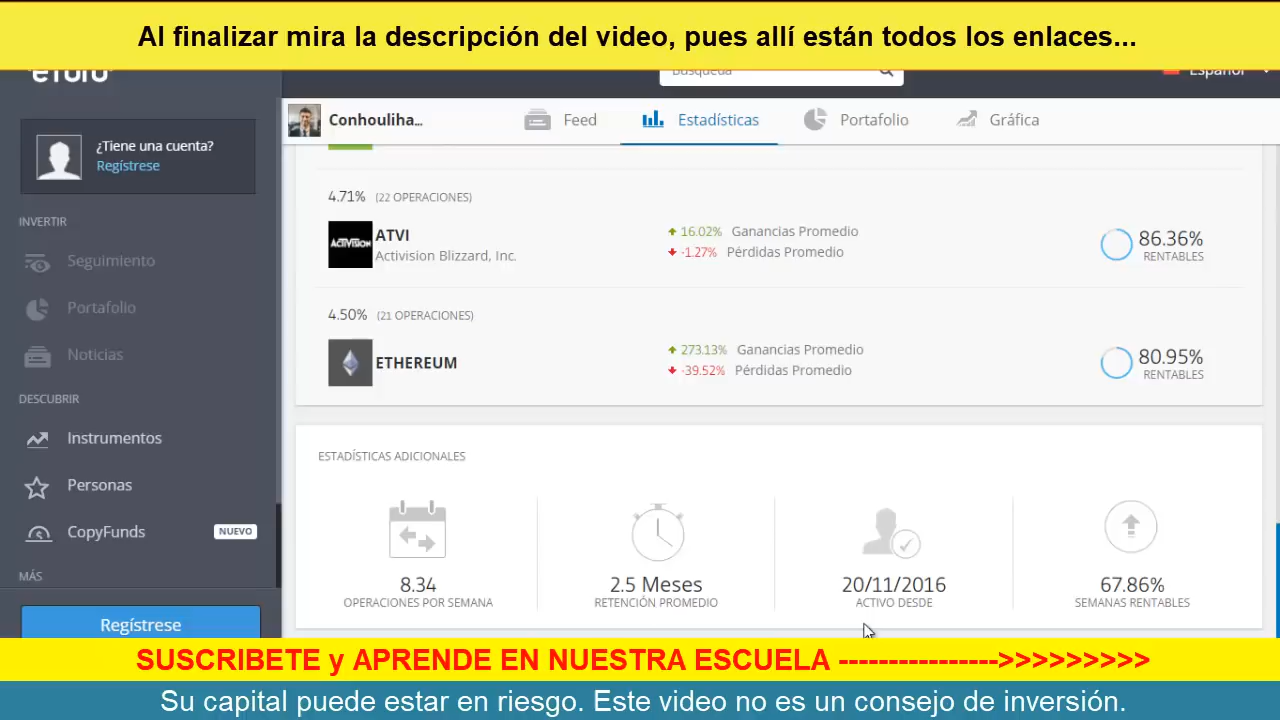 Al finalizar mira la descripción del video, pues allí están todos los enlaces...
eToro
Búsqueda
Español
Conhouliha…
Feed
Estadísticas
Portafolio
Gráfica
¿Tiene una cuenta?
Regístrese
INVERTIR
Seguimiento
Portafolio
Noticias
DESCUBRIR
Instrumentos
Personas
CopyFunds
NUEVO
MÁS
Regístrese
4.71% (22 OPERACIONES)
ACTIVISION
ATVI
Activision Blizzard, Inc.
16.02% Ganancias Promedio
-1.27% Pérdidas Promedio
86.36%
RENTABLES
4.50% (21 OPERACIONES)
ETHEREUM
273.13% Ganancias Promedio
-39.52% Pérdidas Promedio
80.95%
RENTABLES
ESTADÍSTICAS ADICIONALES
8.34
OPERACIONES POR SEMANA
2.5 Meses
RETENCIÓN PROMEDIO
20/11/2016
ACTIVO DESDE
67.86%
SEMANAS RENTABLES
SUSCRIBETE y APRENDE EN NUESTRA ESCUELA ---------------->>>>>>>>>
Su capital puede estar en riesgo. Este video no es un consejo de inversión.